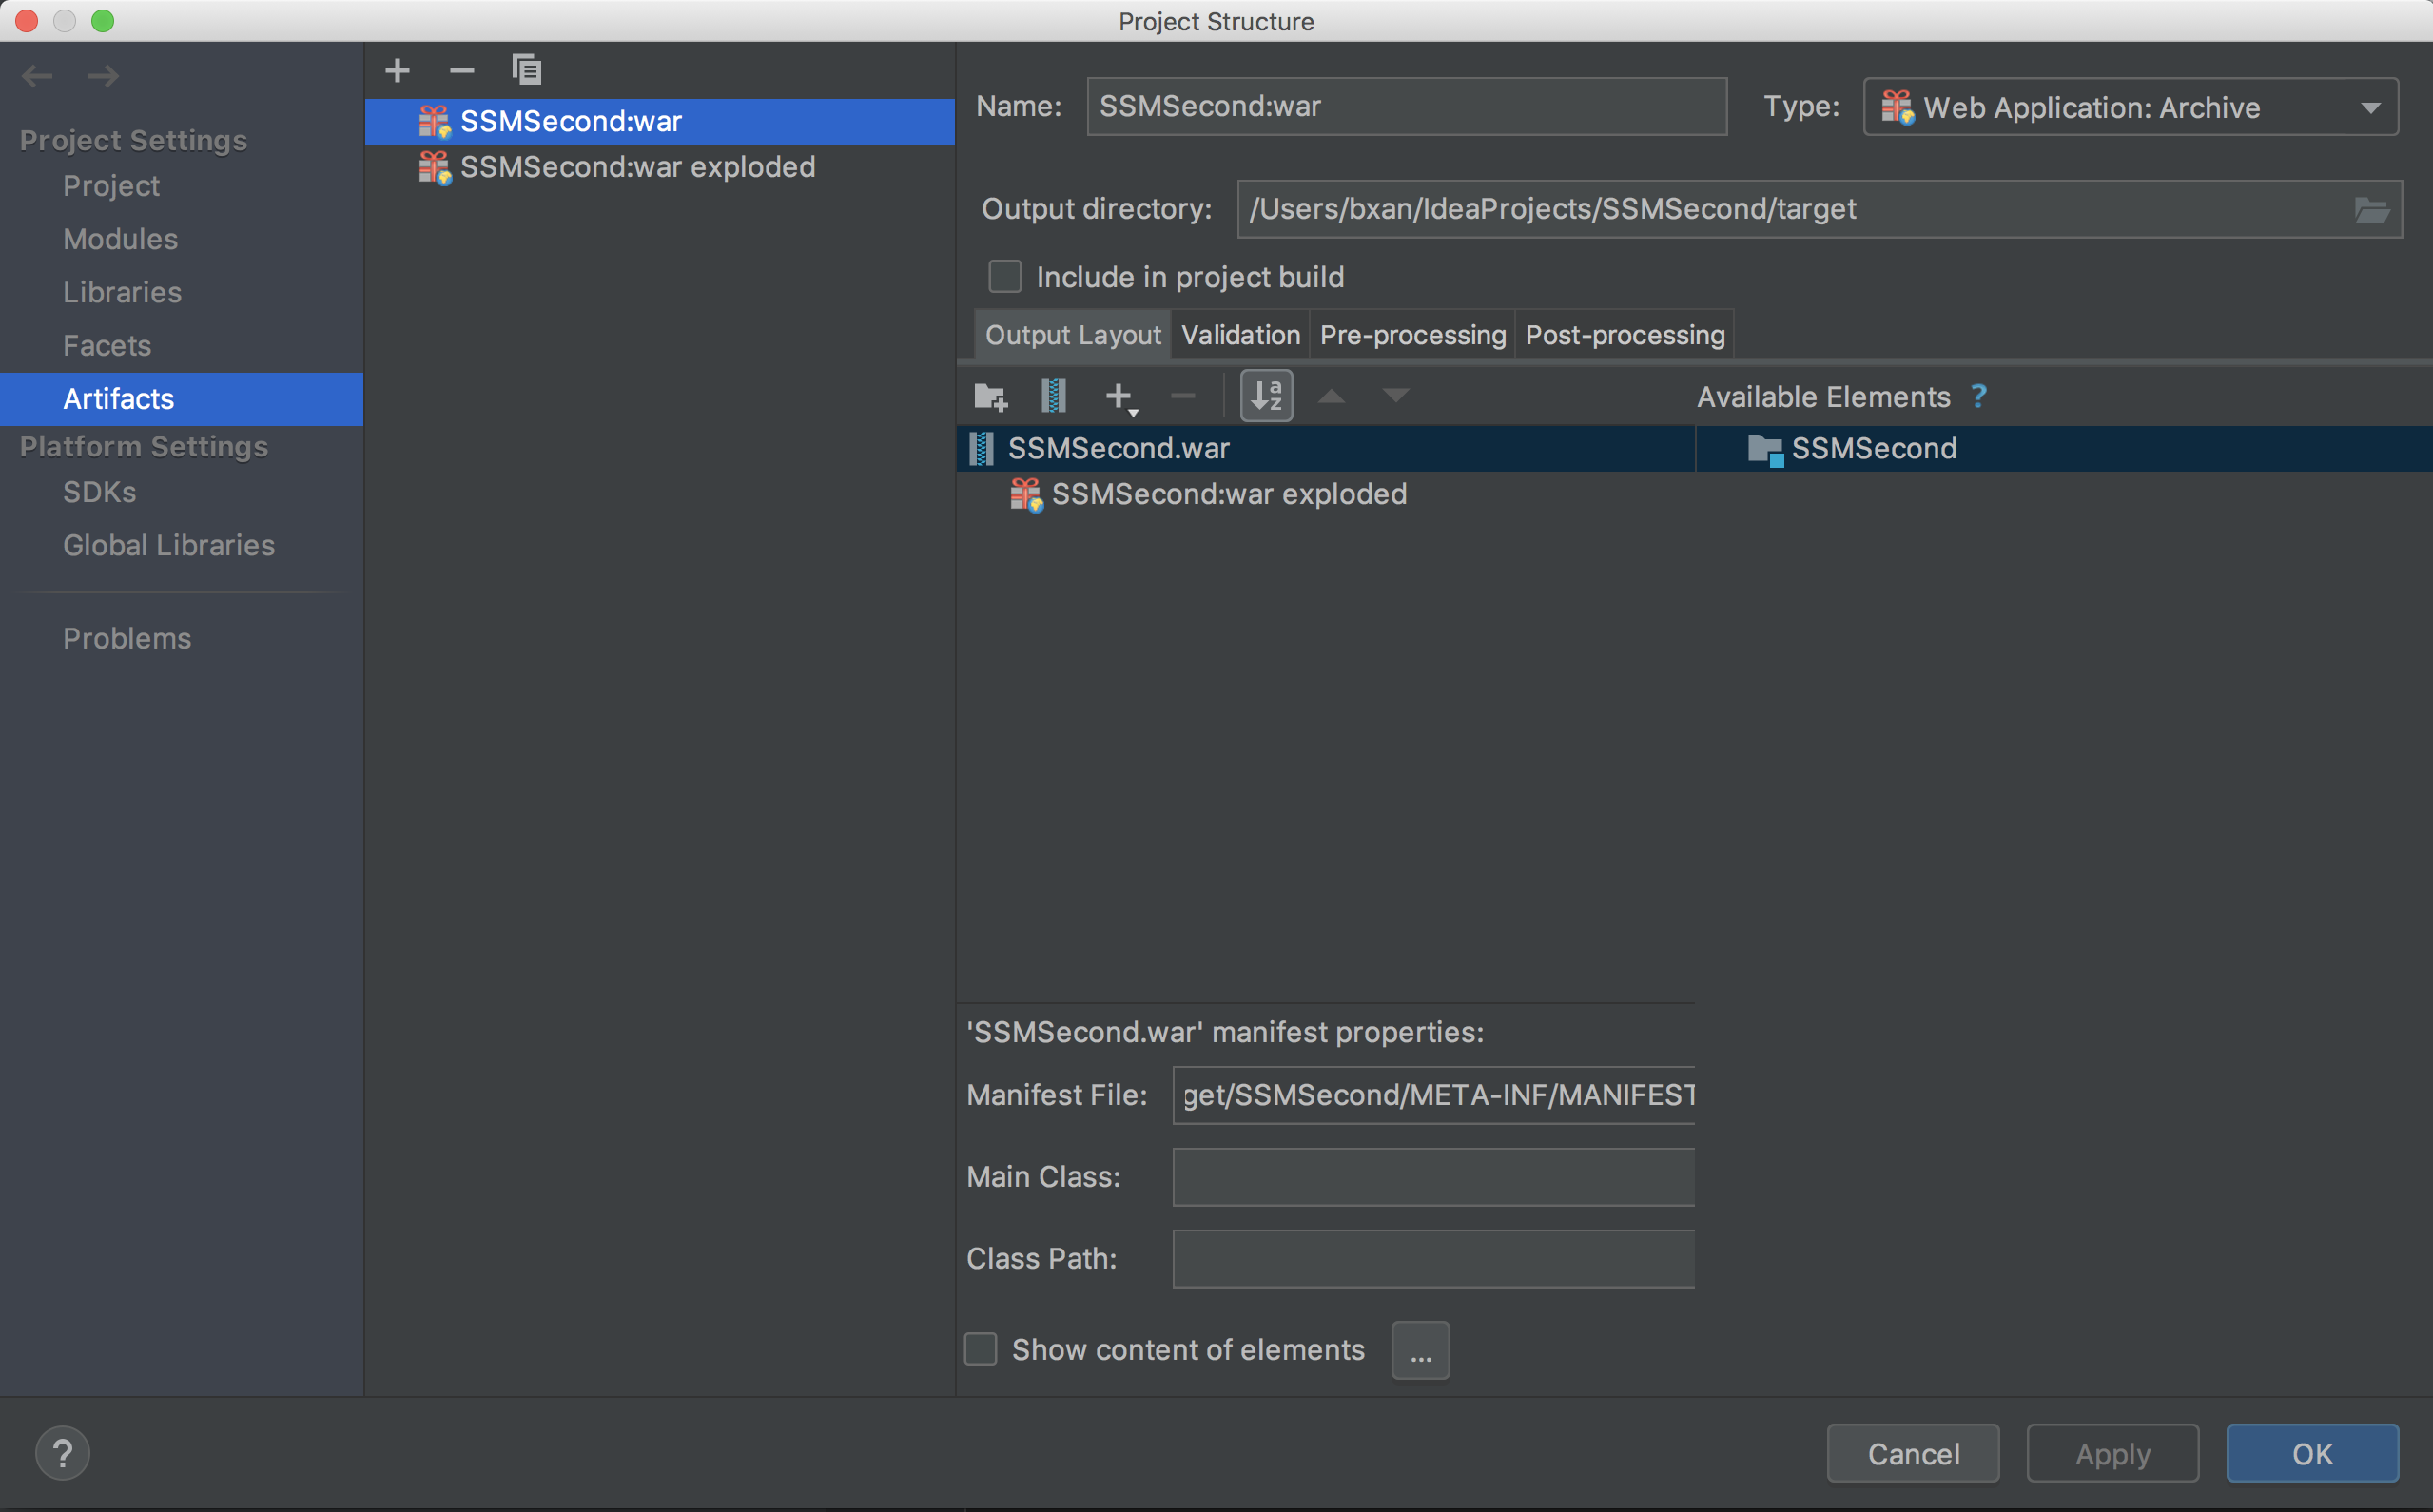 Project Structure
Project Settings
Project
Modules
Libraries
Facets
Artifacts
Platform Settings
SDKs
Global Libraries
Problems
SSMSecond:war
SSMSecond:war exploded
Name: SSMSecond:war Type: Web Application: Archive
Output directory: /Users/bxan/IdeaProjects/SSMSecond/target
Include in project build
Output Layout Validation Pre-processing Post-processing
Available Elements ?
SSMSecond.war SSMSecond
SSMSecond:war exploded
'SSMSecond.war' manifest properties:
Manifest File: get/SSMSecond/META-INF/MANIFEST
Main Class:
Class Path:
Show content of elements ...
? Cancel Apply OK